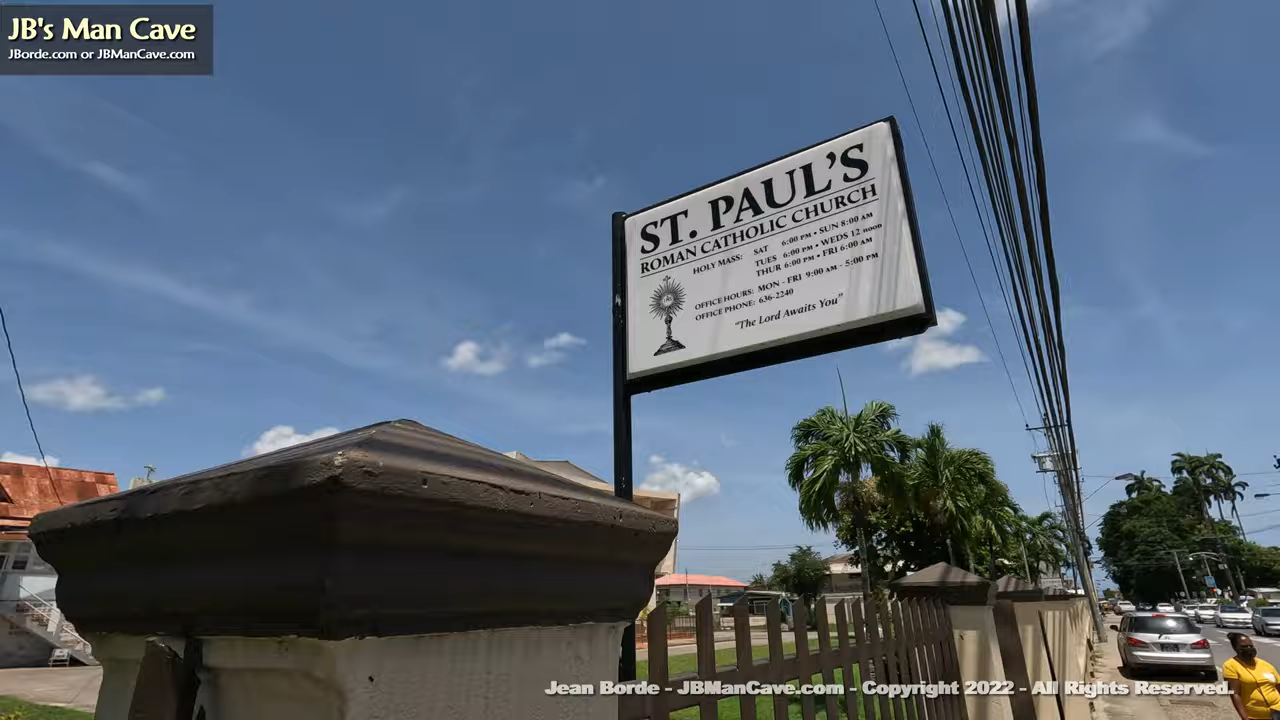 JB's Man Cave
JBorde.com or JBManCave.com
ST. PAUL'S
ROMAN CATHOLIC CHURCH
HOLY MASS: SAT 6:00 PM • SUN 8:00 AM
TUES 6:00 PM • WEDS 12 noon
THUR 6:00 PM • FRI 6:00 AM
OFFICE HOURS: MON - FRI 9:00 AM - 5:00 PM
OFFICE PHONE: 636-2240
"The Lord Awaits You"
Jean Borde - JBManCave.com - Copyright 2022 - All Rights Reserved.